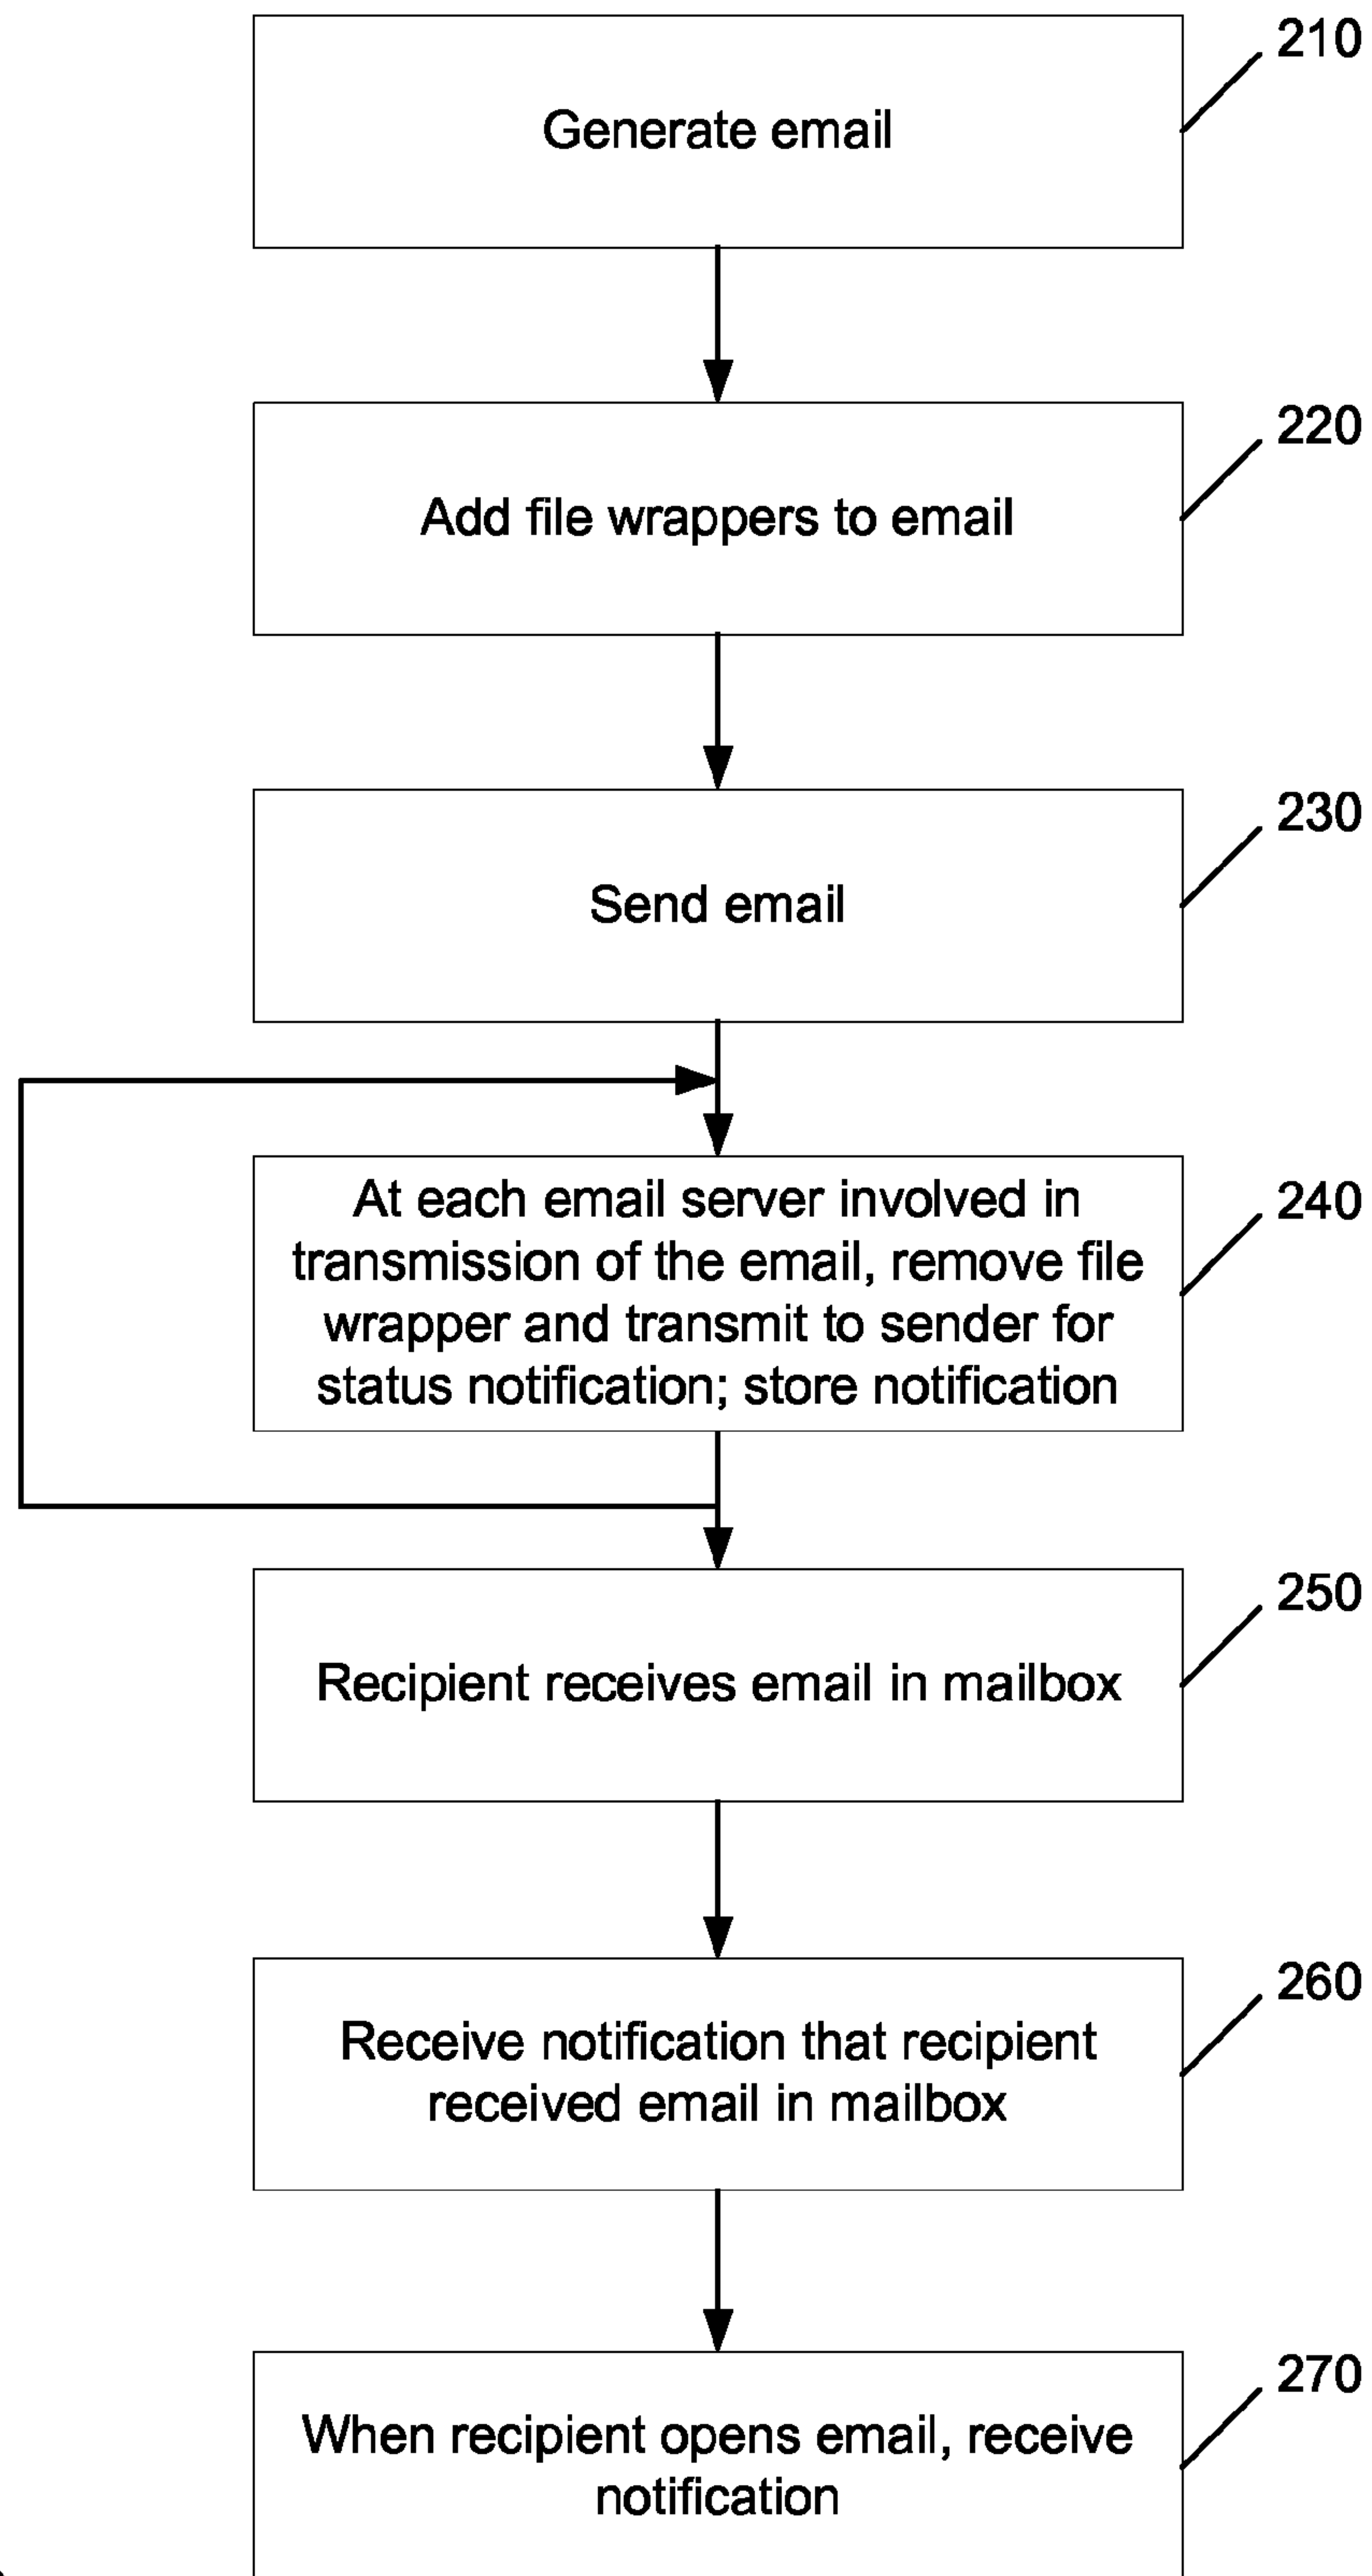 210
Generate email
220
Add file wrappers to email
230
Send email
240
At each email server involved in
transmission of the email, remove file
wrapper and transmit to sender for
status notification; store notification
250
Recipient receives email in mailbox
260
Receive notification that recipient
received email in mailbox
270
When recipient opens email, receive
notification